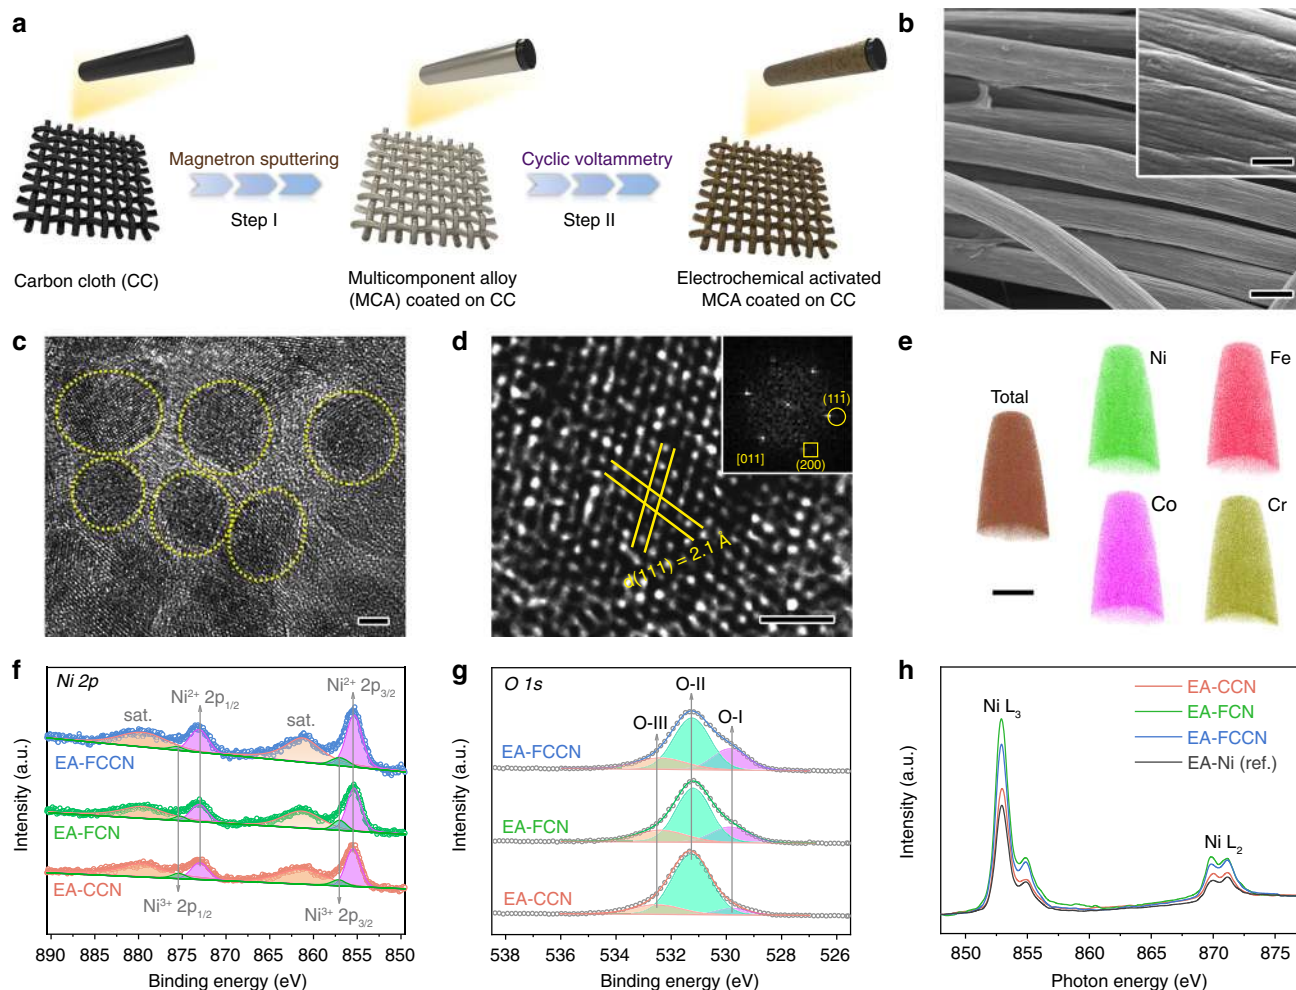 a
Magnetron sputtering
Step I
Cyclic voltammetry
Step II
Carbon cloth (CC)
Multicomponent alloy
(MCA) coated on CC
Electrochemical activated
MCA coated on CC
b
c
d
[011]
(111̄)
(200)
d(111) = 2.1 Å
e
Total
Ni
Fe
Co
Cr
f
Ni 2p
Ni²⁺ 2p₃/₂
Ni²⁺ 2p₁/₂
sat.
sat.
EA-FCCN
EA-FCN
EA-CCN
Ni³⁺ 2p₁/₂
Ni³⁺ 2p₃/₂
Intensity (a.u.)
890 885 880 875 870 865 860 855 850
Binding energy (eV)
g
O 1s
O-II
O-III
O-I
EA-FCCN
EA-FCN
EA-CCN
Intensity (a.u.)
538 536 534 532 530 528 526
Binding energy (eV)
h
EA-CCN
EA-FCN
EA-FCCN
EA-Ni (ref.)
Ni L₃
Ni L₂
Intensity (a.u.)
850 855 860 865 870 875
Photon energy (eV)